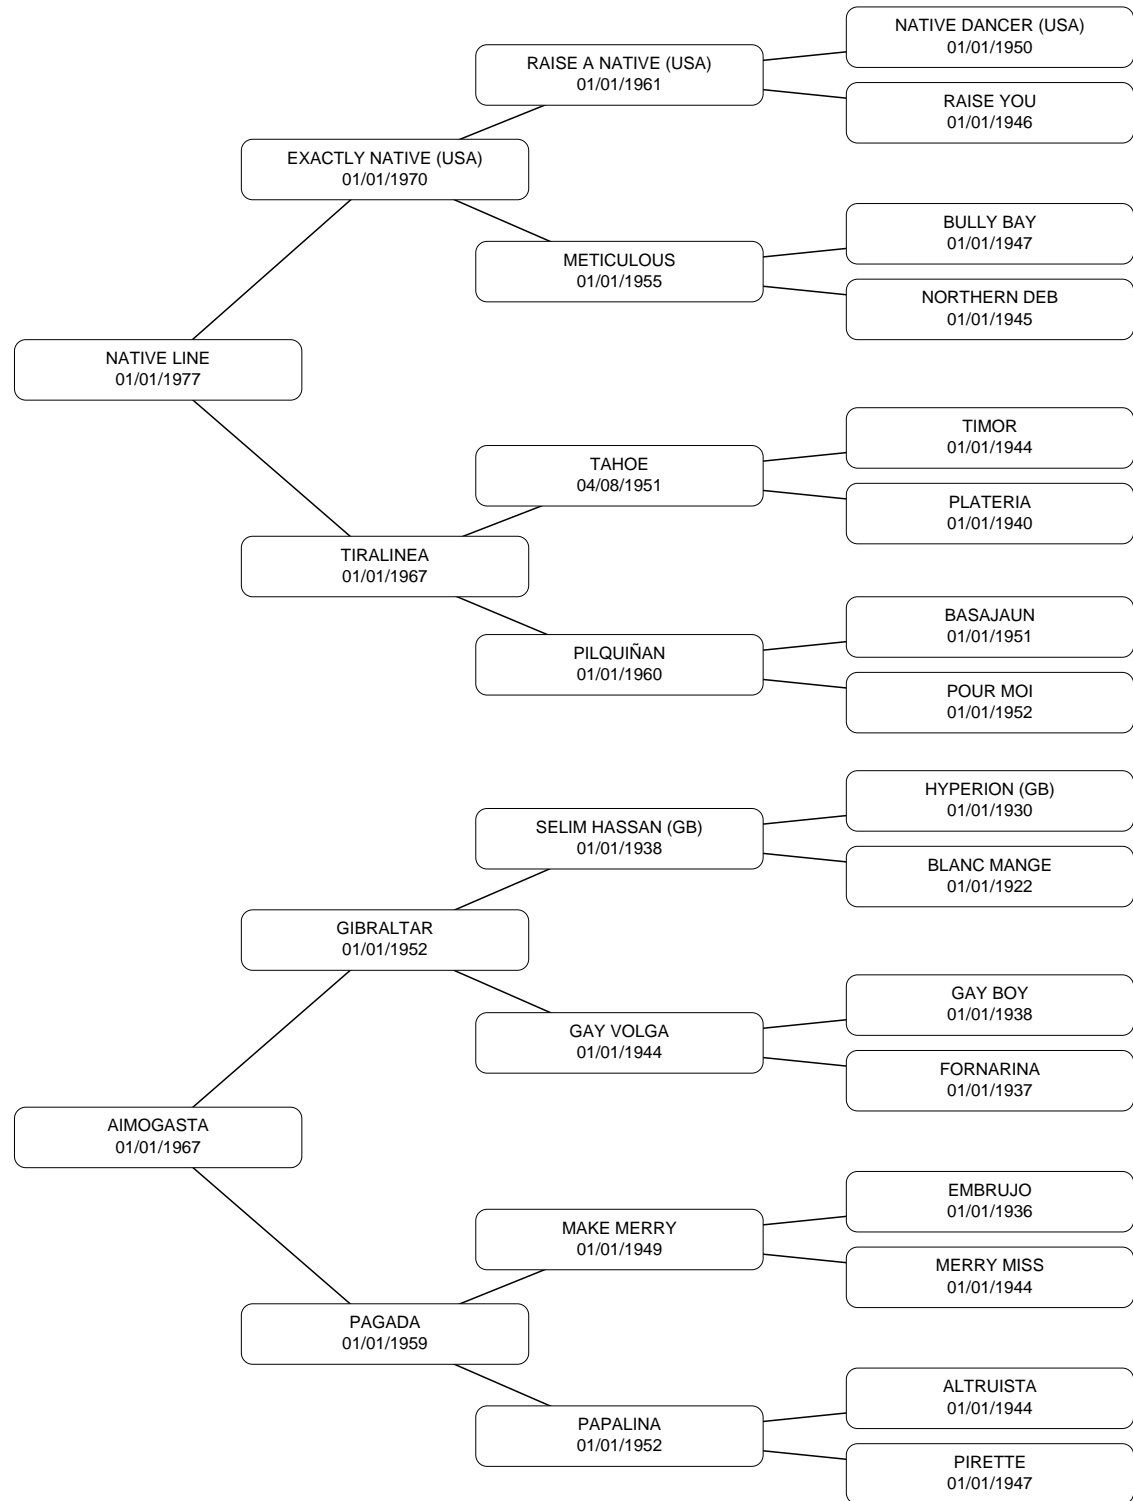 NATIVE DANCER (USA)
01/01/1950
RAISE A NATIVE (USA)
01/01/1961
RAISE YOU
01/01/1946
EXACTLY NATIVE (USA)
01/01/1970
BULLY BAY
01/01/1947
METICULOUS
01/01/1955
NORTHERN DEB
01/01/1945
NATIVE LINE
01/01/1977
TIMOR
01/01/1944
TAHOE
04/08/1951
PLATERIA
01/01/1940
TIRALINEA
01/01/1967
BASAJAUN
01/01/1951
PILQUIÑAN
01/01/1960
POUR MOI
01/01/1952
HYPERION (GB)
01/01/1930
SELIM HASSAN (GB)
01/01/1938
BLANC MANGE
01/01/1922
GIBRALTAR
01/01/1952
GAY BOY
01/01/1938
GAY VOLGA
01/01/1944
FORNARINA
01/01/1937
AIMOGASTA
01/01/1967
EMBRUJO
01/01/1936
MAKE MERRY
01/01/1949
MERRY MISS
01/01/1944
PAGADA
01/01/1959
ALTRUISTA
01/01/1944
PAPALINA
01/01/1952
PIRETTE
01/01/1947